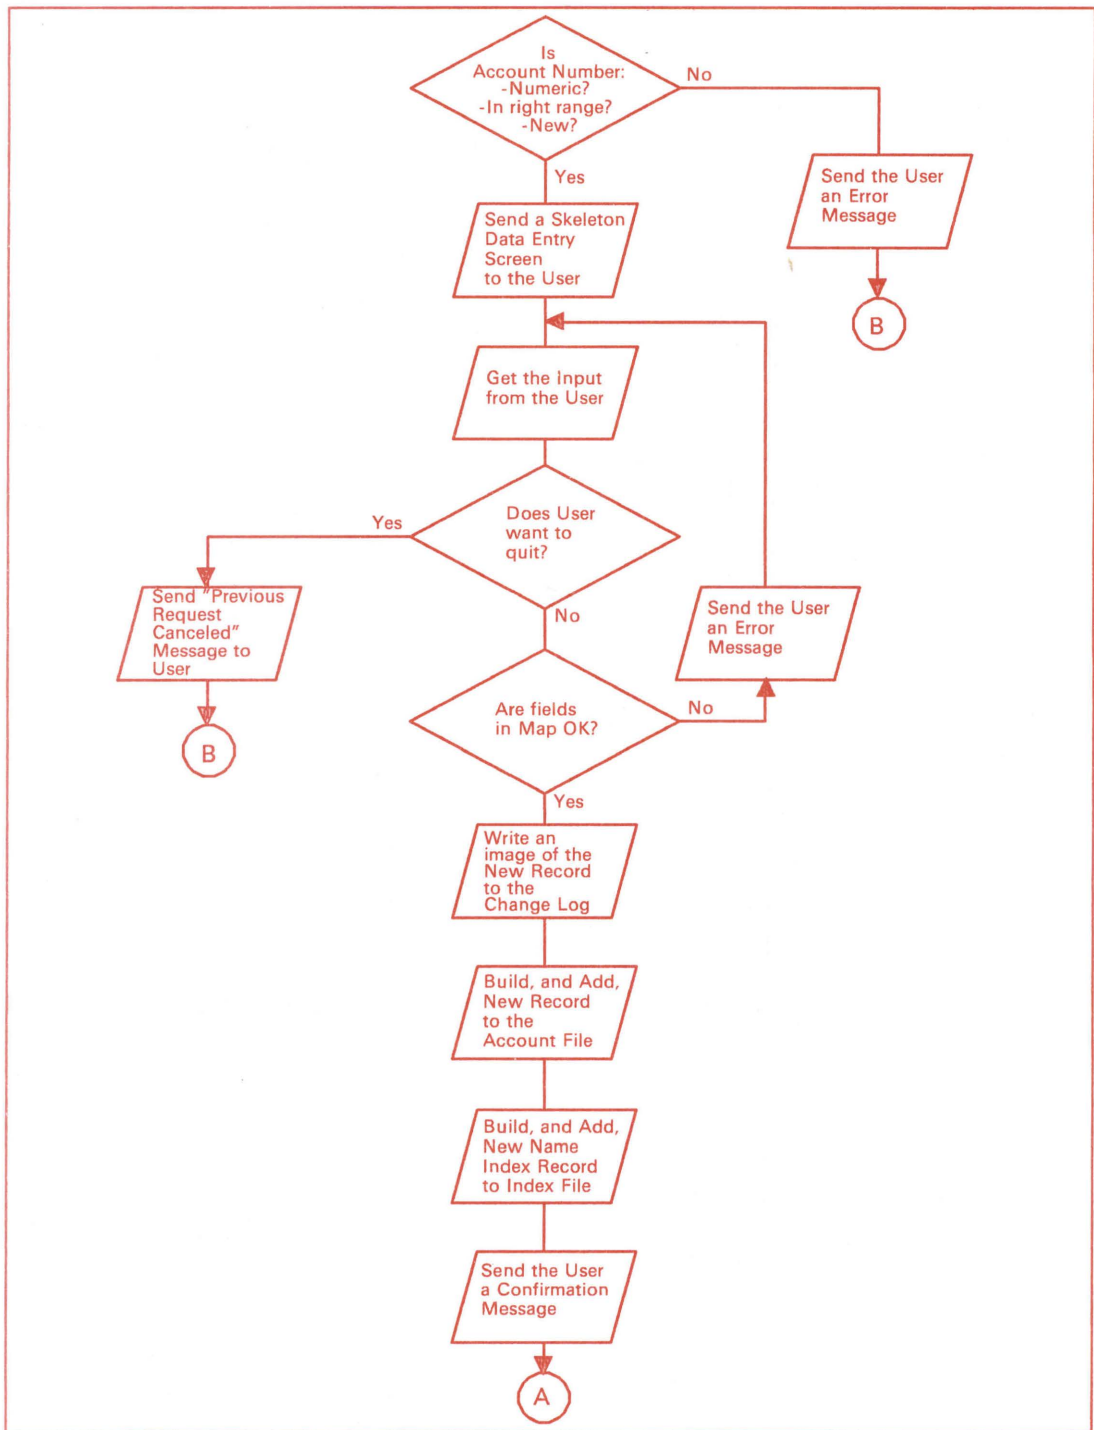 Is
Account Number:
-Numeric?
-In right range?
-New?
No
Yes
Send the User
an Error
Message
B
Send a Skeleton
Data Entry
Screen
to the User
Get the input
from the User
Does User
want to
quit?
Yes
No
Send "Previous
Request
Canceled"
Message to
User
B
Send the User
an Error
Message
Are fields
in Map OK?
No
Yes
Write an
image of the
New Record
to the
Change Log
Build, and Add,
New Record
to the
Account File
Build, and Add,
New Name
Index Record
to Index File
Send the User
a Confirmation
Message
A